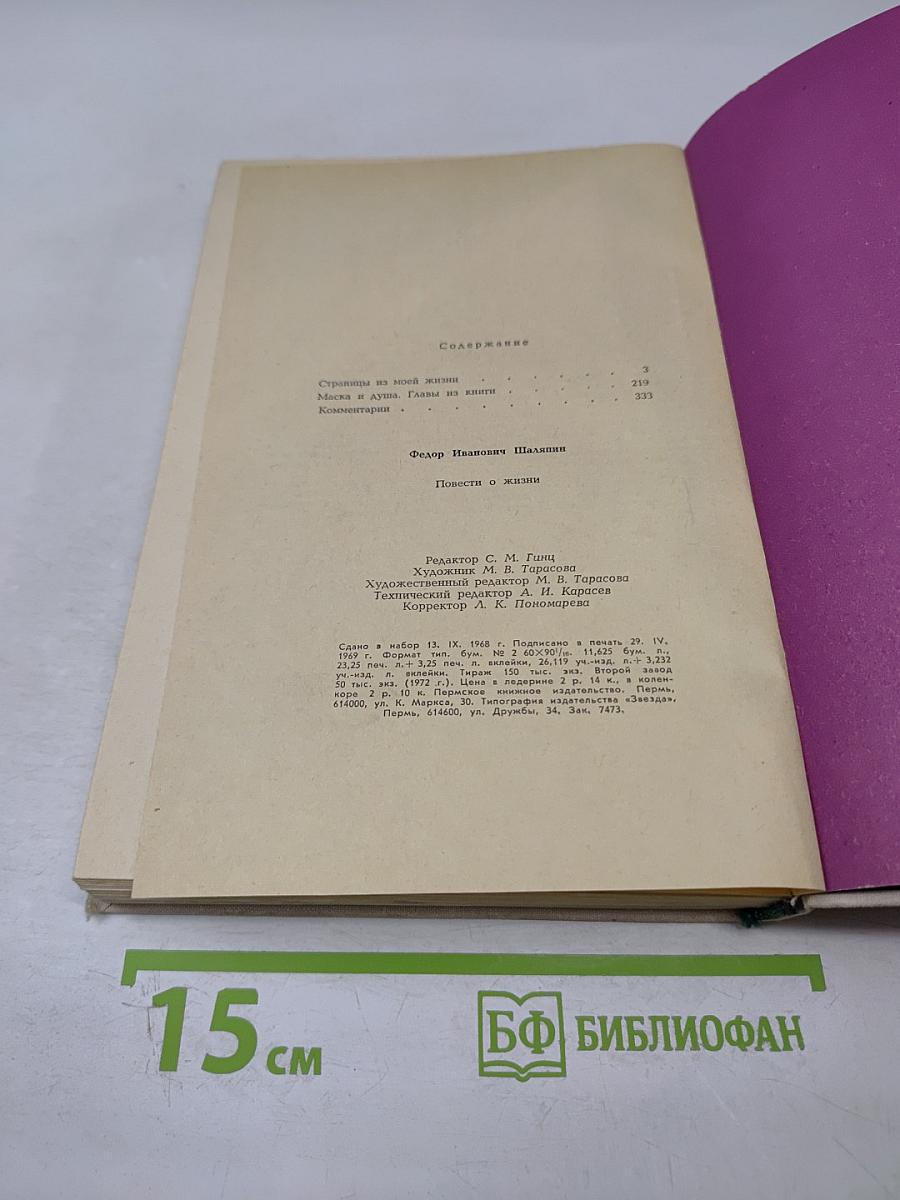 Содержание
Страницы из моей жизни . . . . . . 3
Маска и душа. Главы из книги . . . . . 219
Комментарии . . . . . . . . . 333
Федор Иванович Шаляпин
Повести о жизни
Редактор С. М. Гинц
Художник М. В. Тарасова
Художественный редактор М. В. Тарасова
Технический редактор А. И. Карасев
Корректор Л. К. Пономарева
Сдано в набор 13. IX. 1968 г. Подписано в печать 29. IV.
1969 г. Формат тип. бум. № 2 60×90¹/₁₆. 11,625 бум. л.,
23,25 печ. л.+ 3,25 печ. л. вклейки, 26,119 уч.-изд. л.+ 3,232
уч.-изд. л. вклейки. Тираж 150 тыс. экз. Второй завод
50 тыс. экз. (1972 г.). Цена в ледерине 2 р. 14 к., в колен-
коре 2 р. 10 к. Пермское книжное издательство. Пермь,
614000, ул. К. Маркса, 30. Типография издательства «Звезда»,
Пермь, 614600, ул. Дружбы, 34. Зак. 7473.
15 см
БФ БИБЛИОФАН